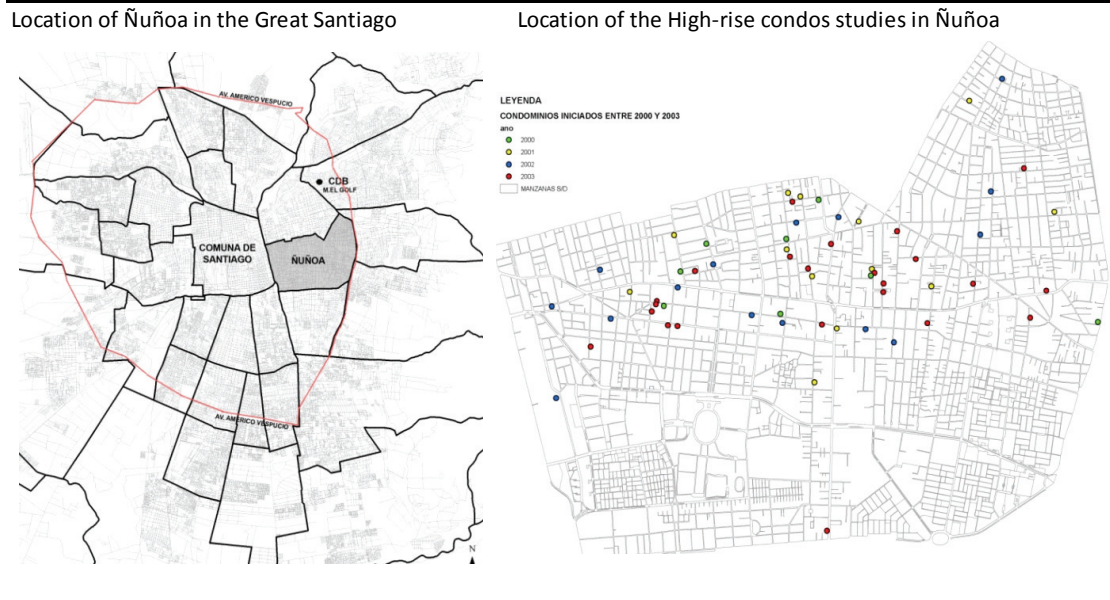 Location of Ñuñoa in the Great Santiago
Location of the High-rise condos studies in Ñuñoa
AV. AMERICO VESPUCIO
CDB
M.EL GOLF
COMUNA DE
SANTIAGO
ÑUÑOA
AV. AMERICO VESPUCIO
N
LEYENDA
CONDOMINIOS INICIADOS ENTRE 2000 Y 2003
ano
2000
2001
2002
2003
MANZANAS S/D